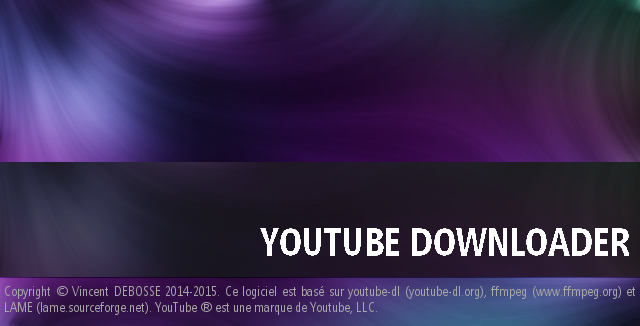 YOUTUBE DOWNLOADER
Copyright © Vincent DEBOSSE 2014-2015. Ce logiciel est basé sur youtube-dl (youtube-dl.org), ffmpeg (www.ffmpeg.org) et
LAME (lame.sourceforge.net). YouTube ® est une marque de Youtube, LLC.